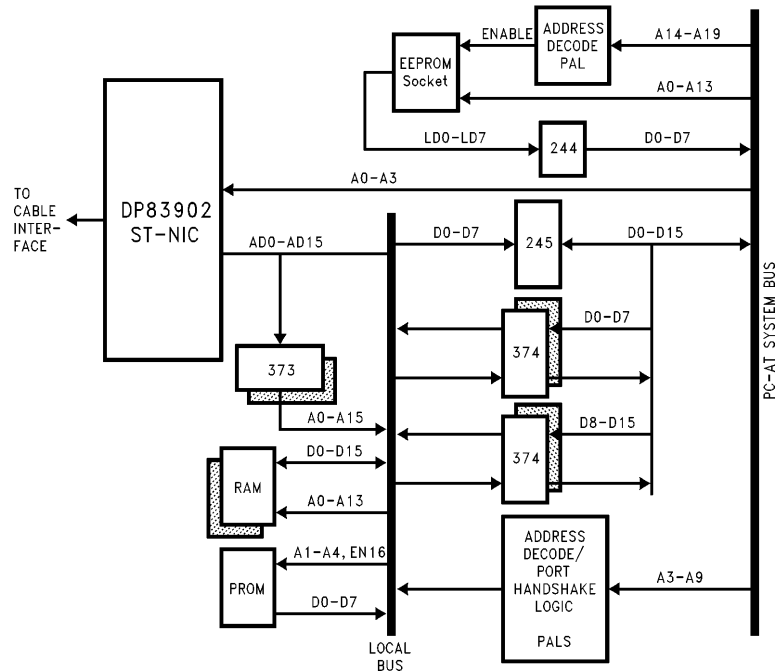 ENABLE
ADDRESS
DECODE
PAL
A14-A19
EEPROM
Socket
A0-A13
LD0-LD7
244
D0-D7
A0-A3
TO
CABLE
INTER-
FACE
DP83902
ST-NIC
AD0-AD15
D0-D7
245
D0-D15
374
D0-D7
373
A0-A15
374
D8-D15
D0-D15
RAM
A0-A13
A1-A4, EN16
PROM
D0-D7
ADDRESS
DECODE/
PORT
HANDSHAKE
LOGIC
PALS
A3-A9
LOCAL
BUS
PC-AT SYSTEM BUS